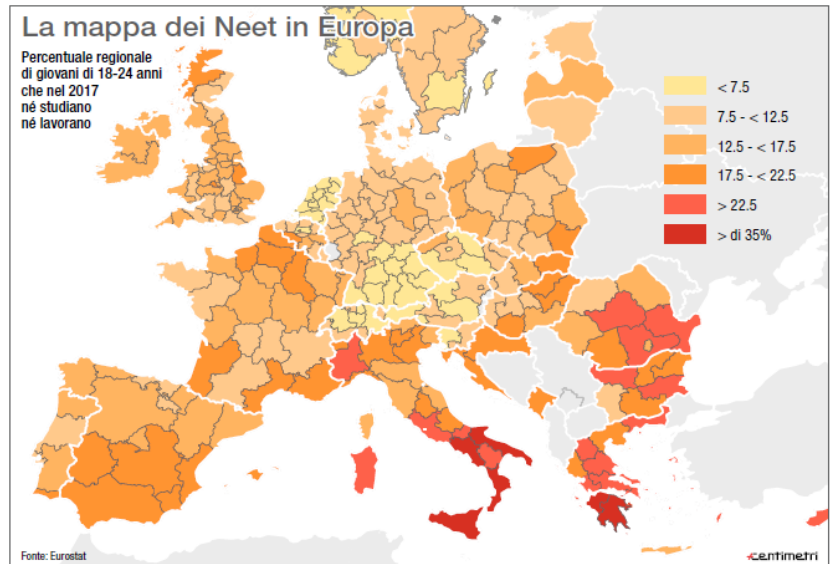 La mappa dei Neet in Europa
Percentuale regionale
di giovani di 18-24 anni
che nel 2017
né studiano
né lavorano
< 7.5
7.5 - < 12.5
12.5 - < 17.5
17.5 - < 22.5
> 22.5
> di 35%
Fonte: Eurostat
centimetri